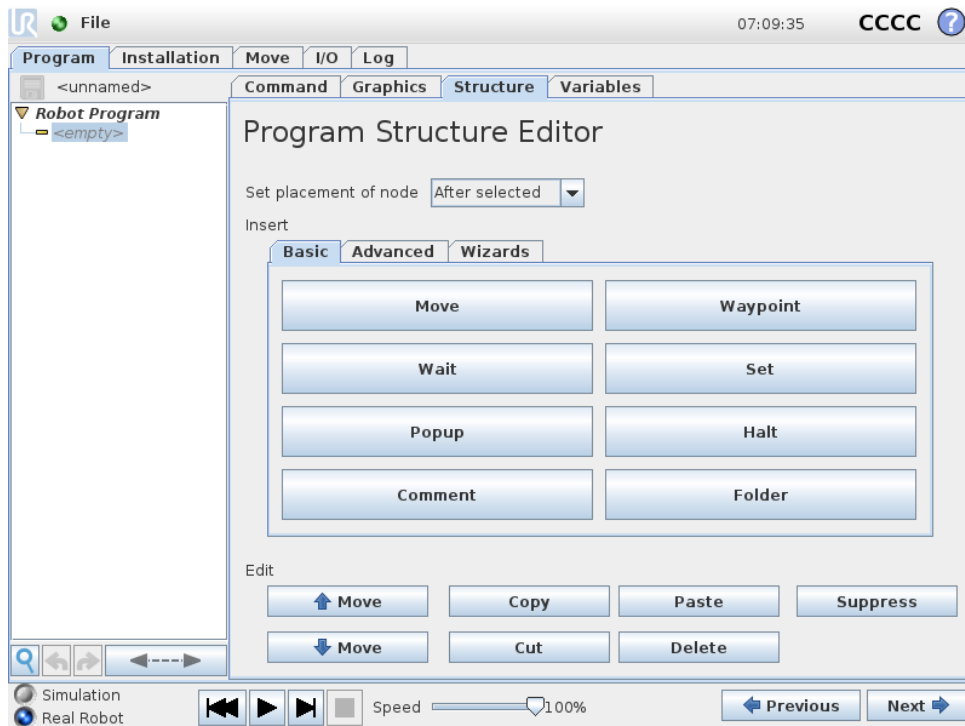 UR File 07:09:35 CCCC ?
Program Installation Move I/O Log
<unnamed> Command Graphics Structure Variables
Robot Program
<empty>
Program Structure Editor
Set placement of node After selected
Insert
Basic Advanced Wizards
Move Waypoint
Wait Set
Popup Halt
Comment Folder
Edit
Move Copy Paste Suppress
Move Cut Delete
Simulation
Real Robot
Speed 100% Previous Next